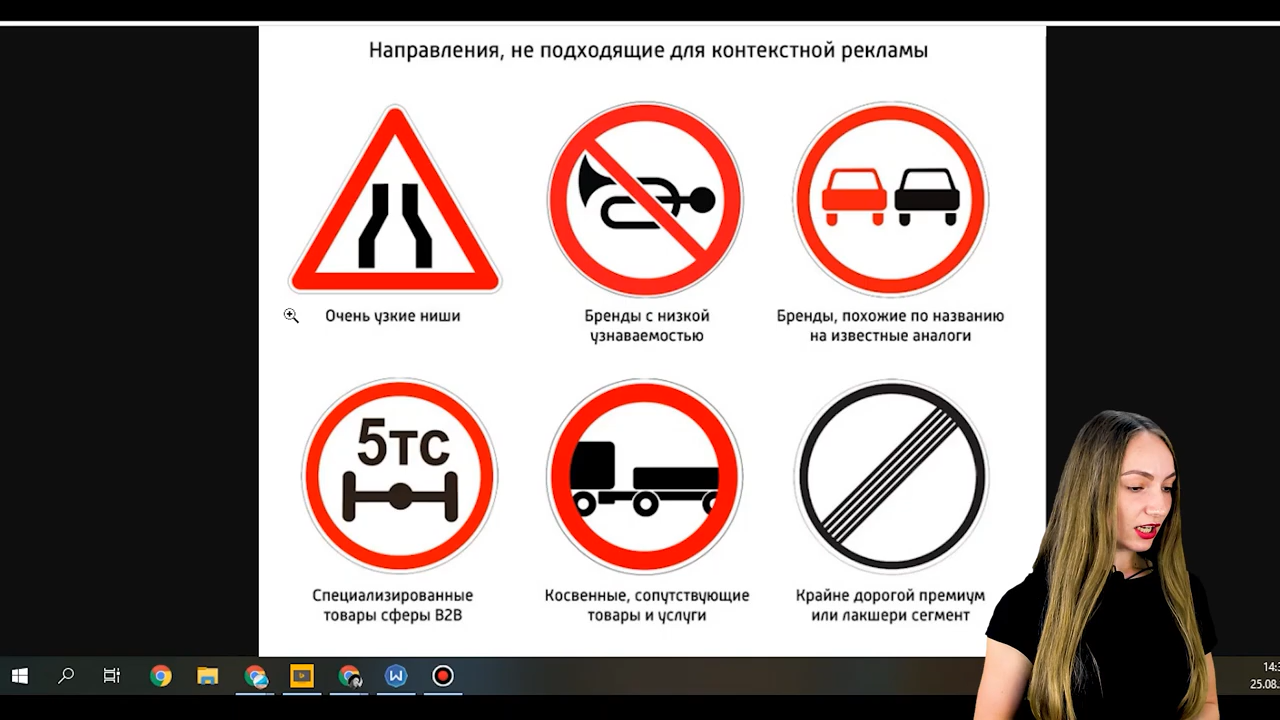 Направления, не подходящие для контекстной рекламы
Очень узкие ниши
Бренды с низкой
узнаваемостью
Бренды, похожие по названию
на известные аналоги
5тс
Специализированные
товары сферы B2B
Косвенные, сопутствующие
товары и услуги
Крайне дорогой премиум
или лакшери сегмент
W